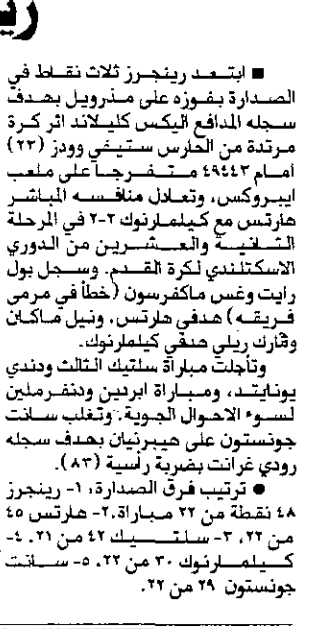 ■ ابتعد رينجرز ثلاث نقاط في
الصدارة بفوزه على مذرويل بهدف
سجله المدافع اليكس كليلاند اثر كرة
مرتدة من الحارس ستيفي وودز (٢٢)
أمام ٤٩٤٤٣ متفرجا على ملعب
ايبروكس، وتعادل منافسه المباشر
هارتس مع كيلمارنوك ٢-٢ في المرحلة
الثانية والعشرين من الدوري
الاسكتلندي لكرة القدم. وسجل بول
رايت وغس ماكفرسون (خطأ في مرمى
فريقه) هدفي هارتس، ونيل ماكان
ومارك ريلي هدفي كيلمارنوك.
وتأجلت مباراة سلتيك الثالث ودندي
يونايتد، ومباراة ابردين ودنفرملين
لسوء الاحوال الجوية. وتغلب سانت
جونستون على هيبرنيان بهدف سجله
رودي غرانت بضربة رأسية (٨٣).
● ترتيب فرق الصدارة، ١- رينجرز
٤٨ نقطة من ٢٢ مباراة، ٢- هارتس ٤٥
من ٢٢، ٣- سلتيك ٤٢ من ٢١، ٤-
كيلمارنوك ٣٠ من ٢٢، ٥- سانت
جونستون ٢٩ من ٢٢.